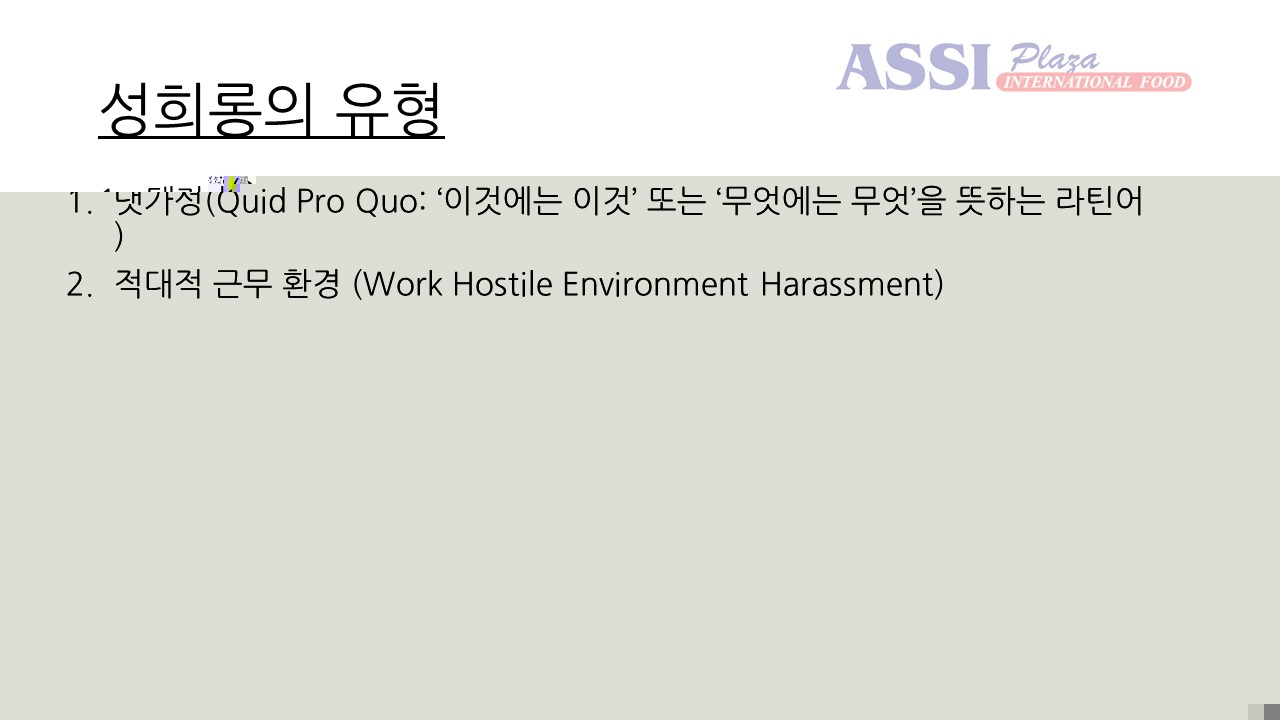 ASSI Plaza
INTERNATIONAL FOOD
성희롱의 유형
1. 댓가성(Quid Pro Quo: ‘이것에는 이것’ 또는 ‘무엇에는 무엇’을 뜻하는 라틴어
)
2. 적대적 근무 환경 (Work Hostile Environment Harassment)